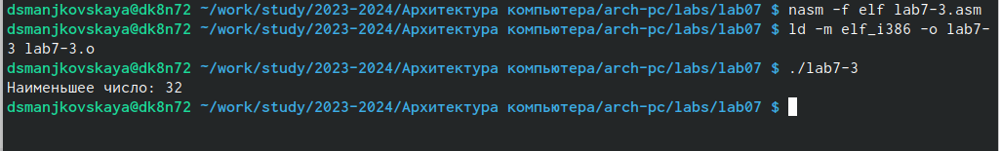 dsmanjkovskaya@dk8n72 ~/work/study/2023-2024/Архитектура компьютера/arch-pc/labs/lab07 $ nasm -f elf lab7-3.asm
dsmanjkovskaya@dk8n72 ~/work/study/2023-2024/Архитектура компьютера/arch-pc/labs/lab07 $ ld -m elf_i386 -o lab7-
3 lab7-3.o
dsmanjkovskaya@dk8n72 ~/work/study/2023-2024/Архитектура компьютера/arch-pc/labs/lab07 $ ./lab7-3
Наименьшее число: 32
dsmanjkovskaya@dk8n72 ~/work/study/2023-2024/Архитектура компьютера/arch-pc/labs/lab07 $